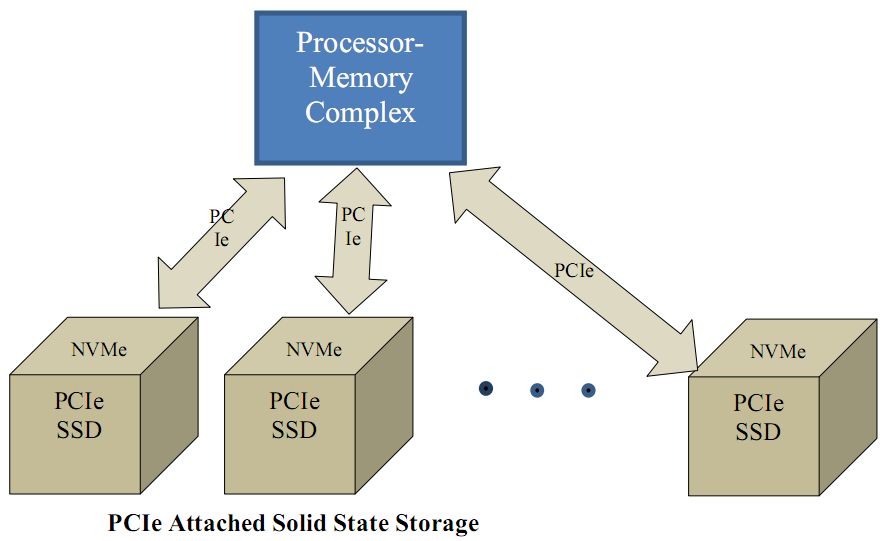 Processor-
Memory
Complex
PC
Ie
PC
Ie
PCIe
NVMe
PCIe
SSD
NVMe
PCIe
SSD
NVMe
PCIe
SSD
PCIe Attached Solid State Storage